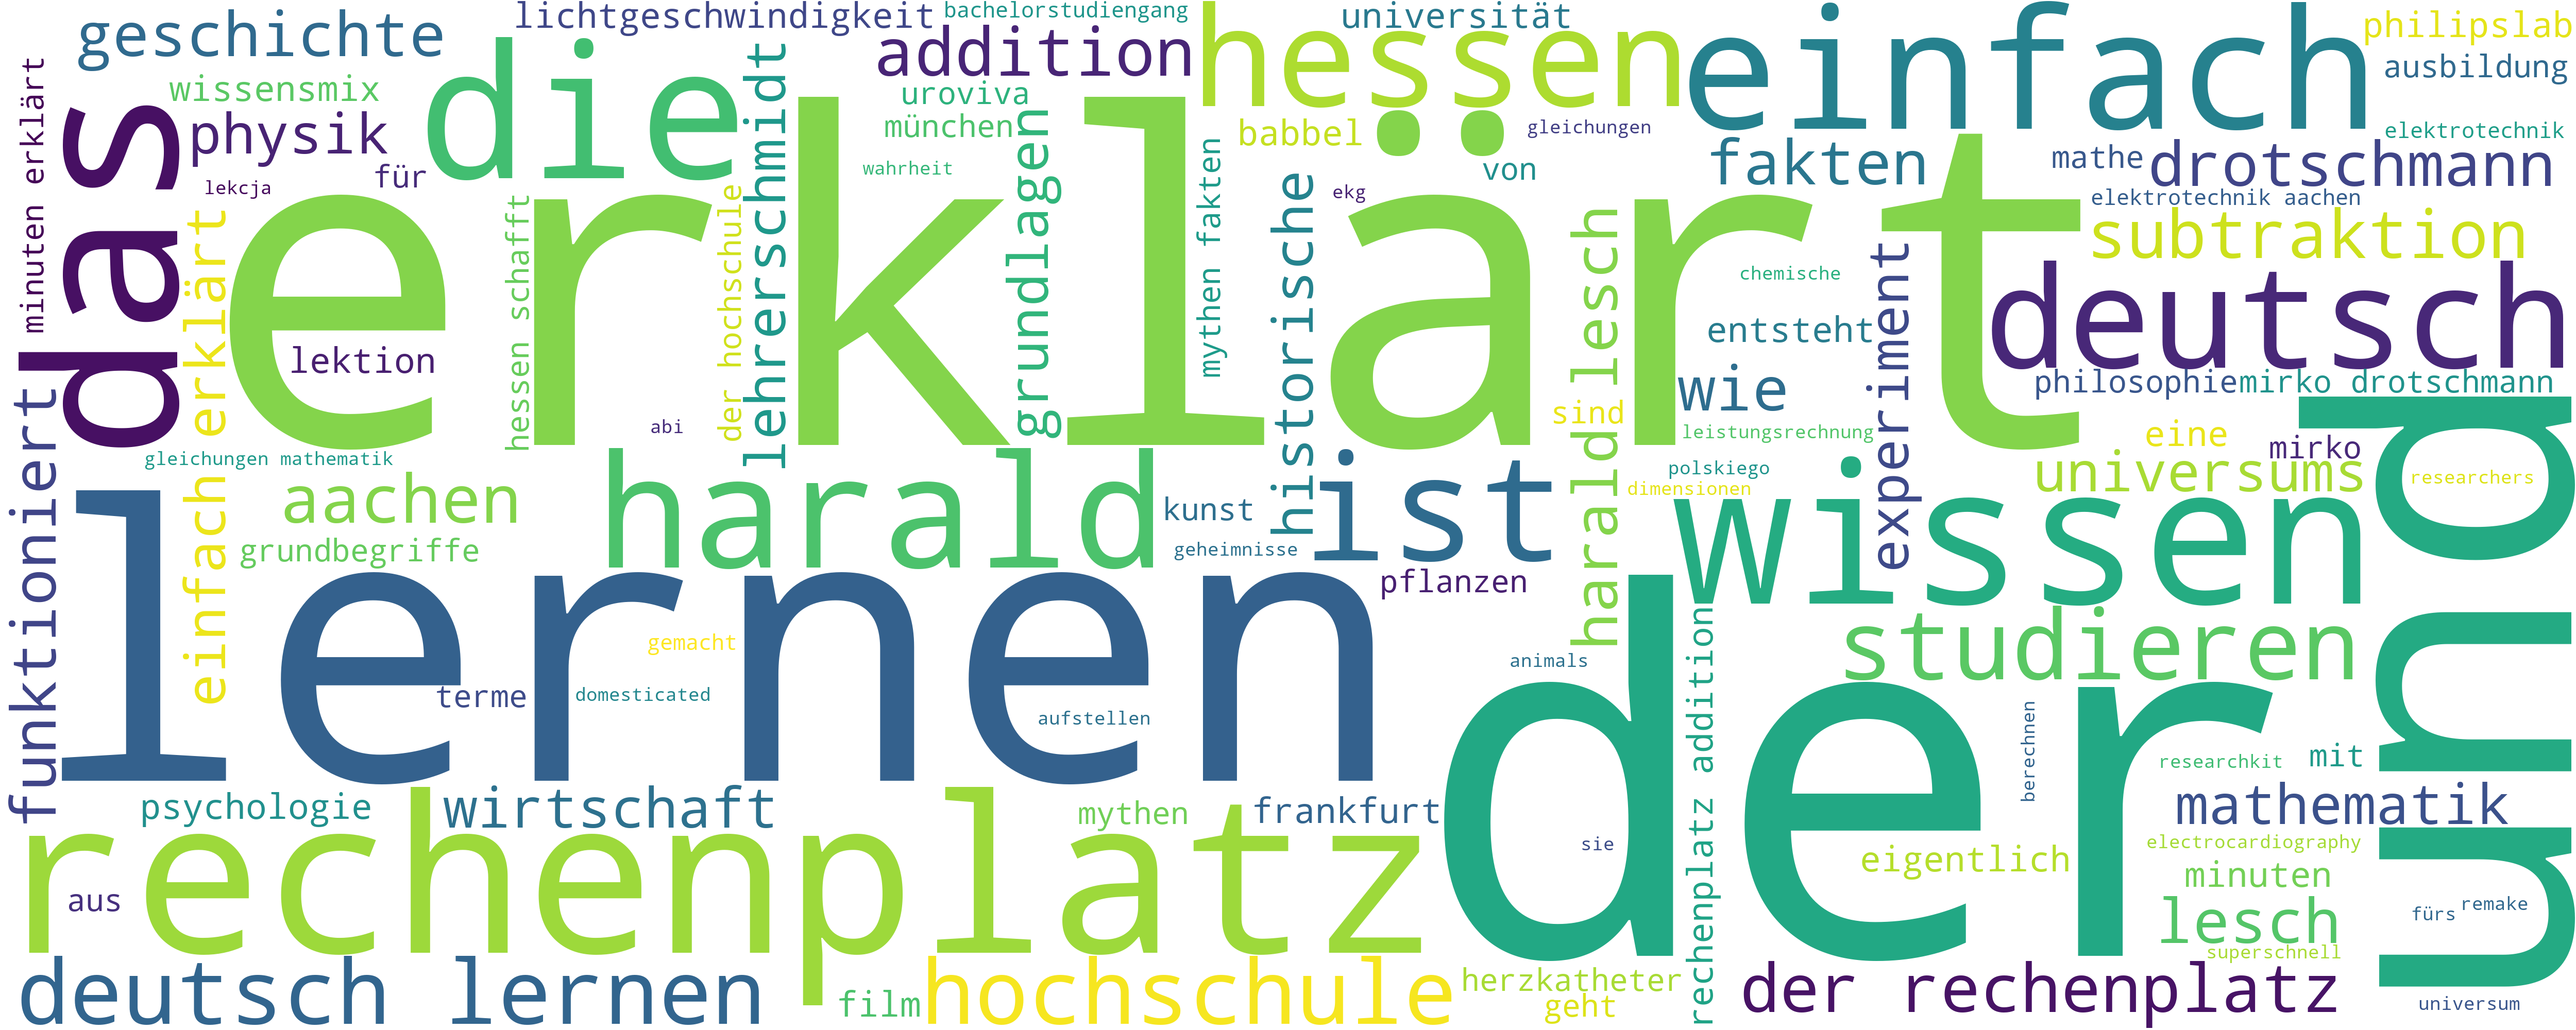 geschichte
lichtgeschwindigkeit
bachelorstudiengang
universität
philipslab
addition
hessen
einfach
ausbildung
wissensmix
die
uroviva
physik
münchen
babbel
gleichungen
elektrotechnik
fakten
mathe
drotschmann
für
wahrheit
von
lekcja
ekg
elektrotechnik aachen
minuten erklärt
das
erklärt
subtraktion
hessen schafft
der hochschule
lehrerschmidt
grundlagen
mythen fakten
historische
harald lesch
chemische
experiment
deutsch
entsteht
lektion
wie
philosophie
mirko drotschmann
sind
abi
leistungsrechnung
eine
mirko
funktioniert
einfach erklärt
gleichungen mathematik
polskiego
universums
researchers
aachen
harald
ist
dimensionen
wissen
und
kunst
grundbegriffe
geheimnisse
pflanzen
lernen
gemacht
animals
studieren
terme
domesticated
aufstellen
rechenplatz addition
der
berechnen
researchkit
mit
psychologie
wirtschaft
mythen
frankfurt
mathematik
sie
electrocardiography
eigentlich
minuten
rechenplatz
aus
fürs
remake
lesch
superschnell
deutsch lernen
film
hochschule
herzkatheter
geht
der rechenplatz
universum